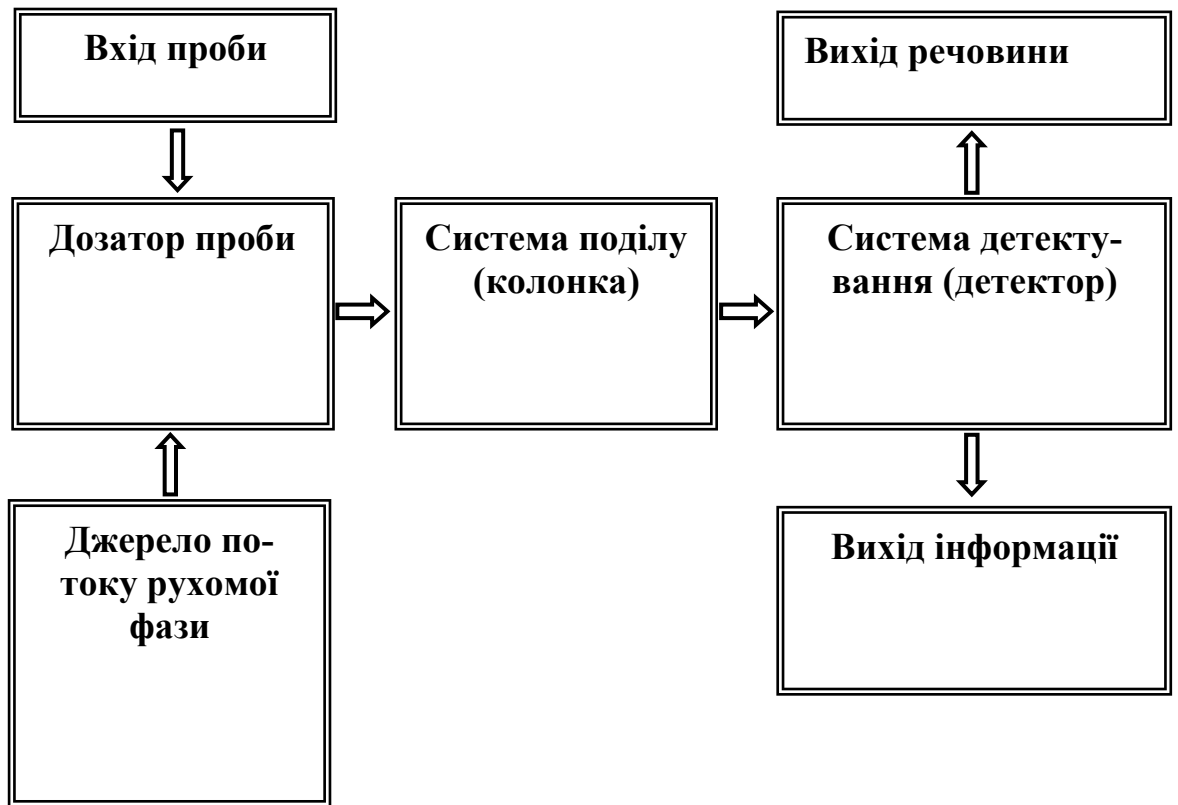 Вхід проби
Вихід речовини
Дозатор проби
Система поділу
(колонка)
Система детекту-
вання (детектор)
Джерело по-
току рухомої
фази
Вихід інформації